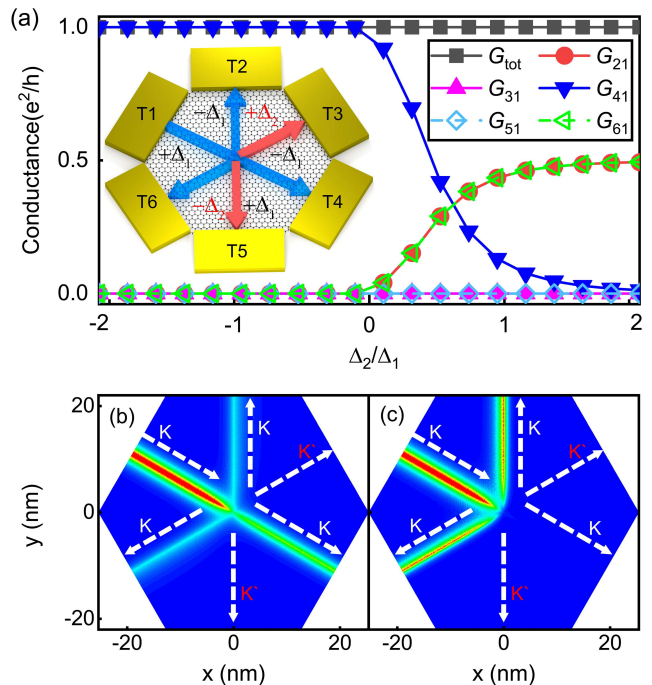 (a)
1.0
0.5
0.0
Conductance(e²/h)
-2
-1
0
1
2
Δ₂/Δ₁
G_tot
G₂₁
G₃₁
G₄₁
G₅₁
G₆₁
T2
T1
T3
T6
T4
T5
−Δ₁
+Δ₂
+Δ₁
−Δ₁
−Δ₂
+Δ₁
(b)
K
K
K`
K
K
K`
(c)
K
K
K`
K
K
K`
20
0
-20
y (nm)
-20
0
20
x (nm)
-20
0
20
x (nm)